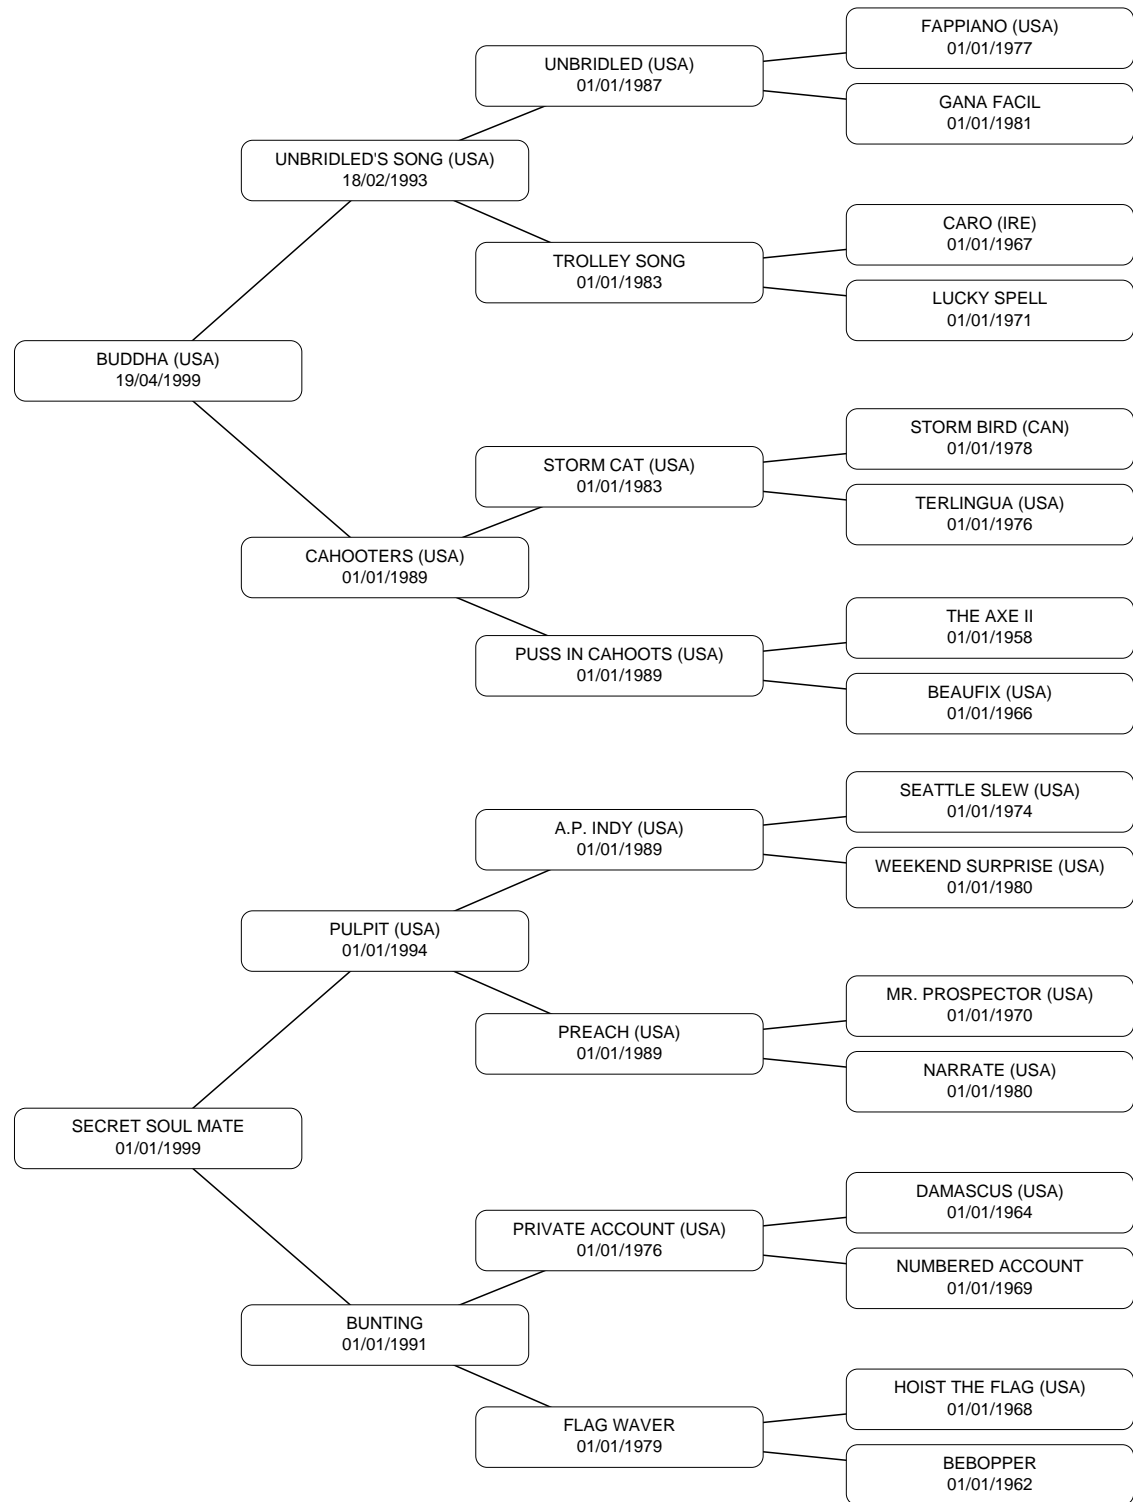 FAPPIANO (USA)
01/01/1977
UNBRIDLED (USA)
01/01/1987
GANA FACIL
01/01/1981
UNBRIDLED'S SONG (USA)
18/02/1993
CARO (IRE)
01/01/1967
TROLLEY SONG
01/01/1983
LUCKY SPELL
01/01/1971
BUDDHA (USA)
19/04/1999
STORM BIRD (CAN)
01/01/1978
STORM CAT (USA)
01/01/1983
TERLINGUA (USA)
01/01/1976
CAHOOTERS (USA)
01/01/1989
THE AXE II
01/01/1958
PUSS IN CAHOOTS (USA)
01/01/1989
BEAUFIX (USA)
01/01/1966
SEATTLE SLEW (USA)
01/01/1974
A.P. INDY (USA)
01/01/1989
WEEKEND SURPRISE (USA)
01/01/1980
PULPIT (USA)
01/01/1994
MR. PROSPECTOR (USA)
01/01/1970
PREACH (USA)
01/01/1989
NARRATE (USA)
01/01/1980
SECRET SOUL MATE
01/01/1999
DAMASCUS (USA)
01/01/1964
PRIVATE ACCOUNT (USA)
01/01/1976
NUMBERED ACCOUNT
01/01/1969
BUNTING
01/01/1991
HOIST THE FLAG (USA)
01/01/1968
FLAG WAVER
01/01/1979
BEBOPPER
01/01/1962